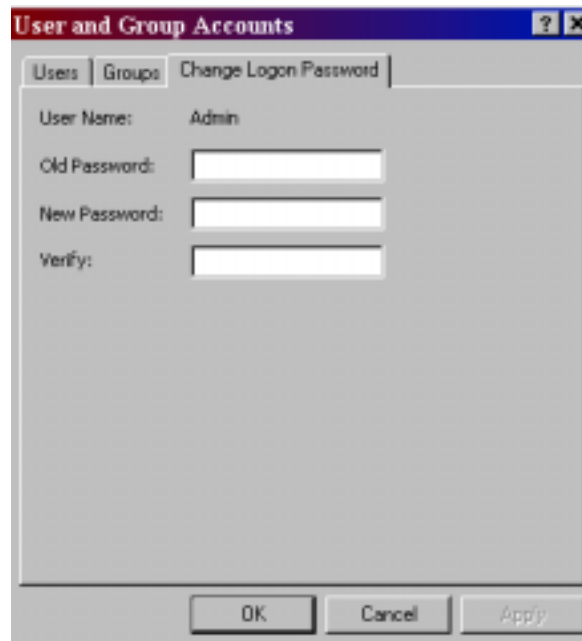 User and Group Accounts
Users Groups Change Logon Password
User Name: Admin
Old Password:
New Password:
Verify:
OK Cancel Apply